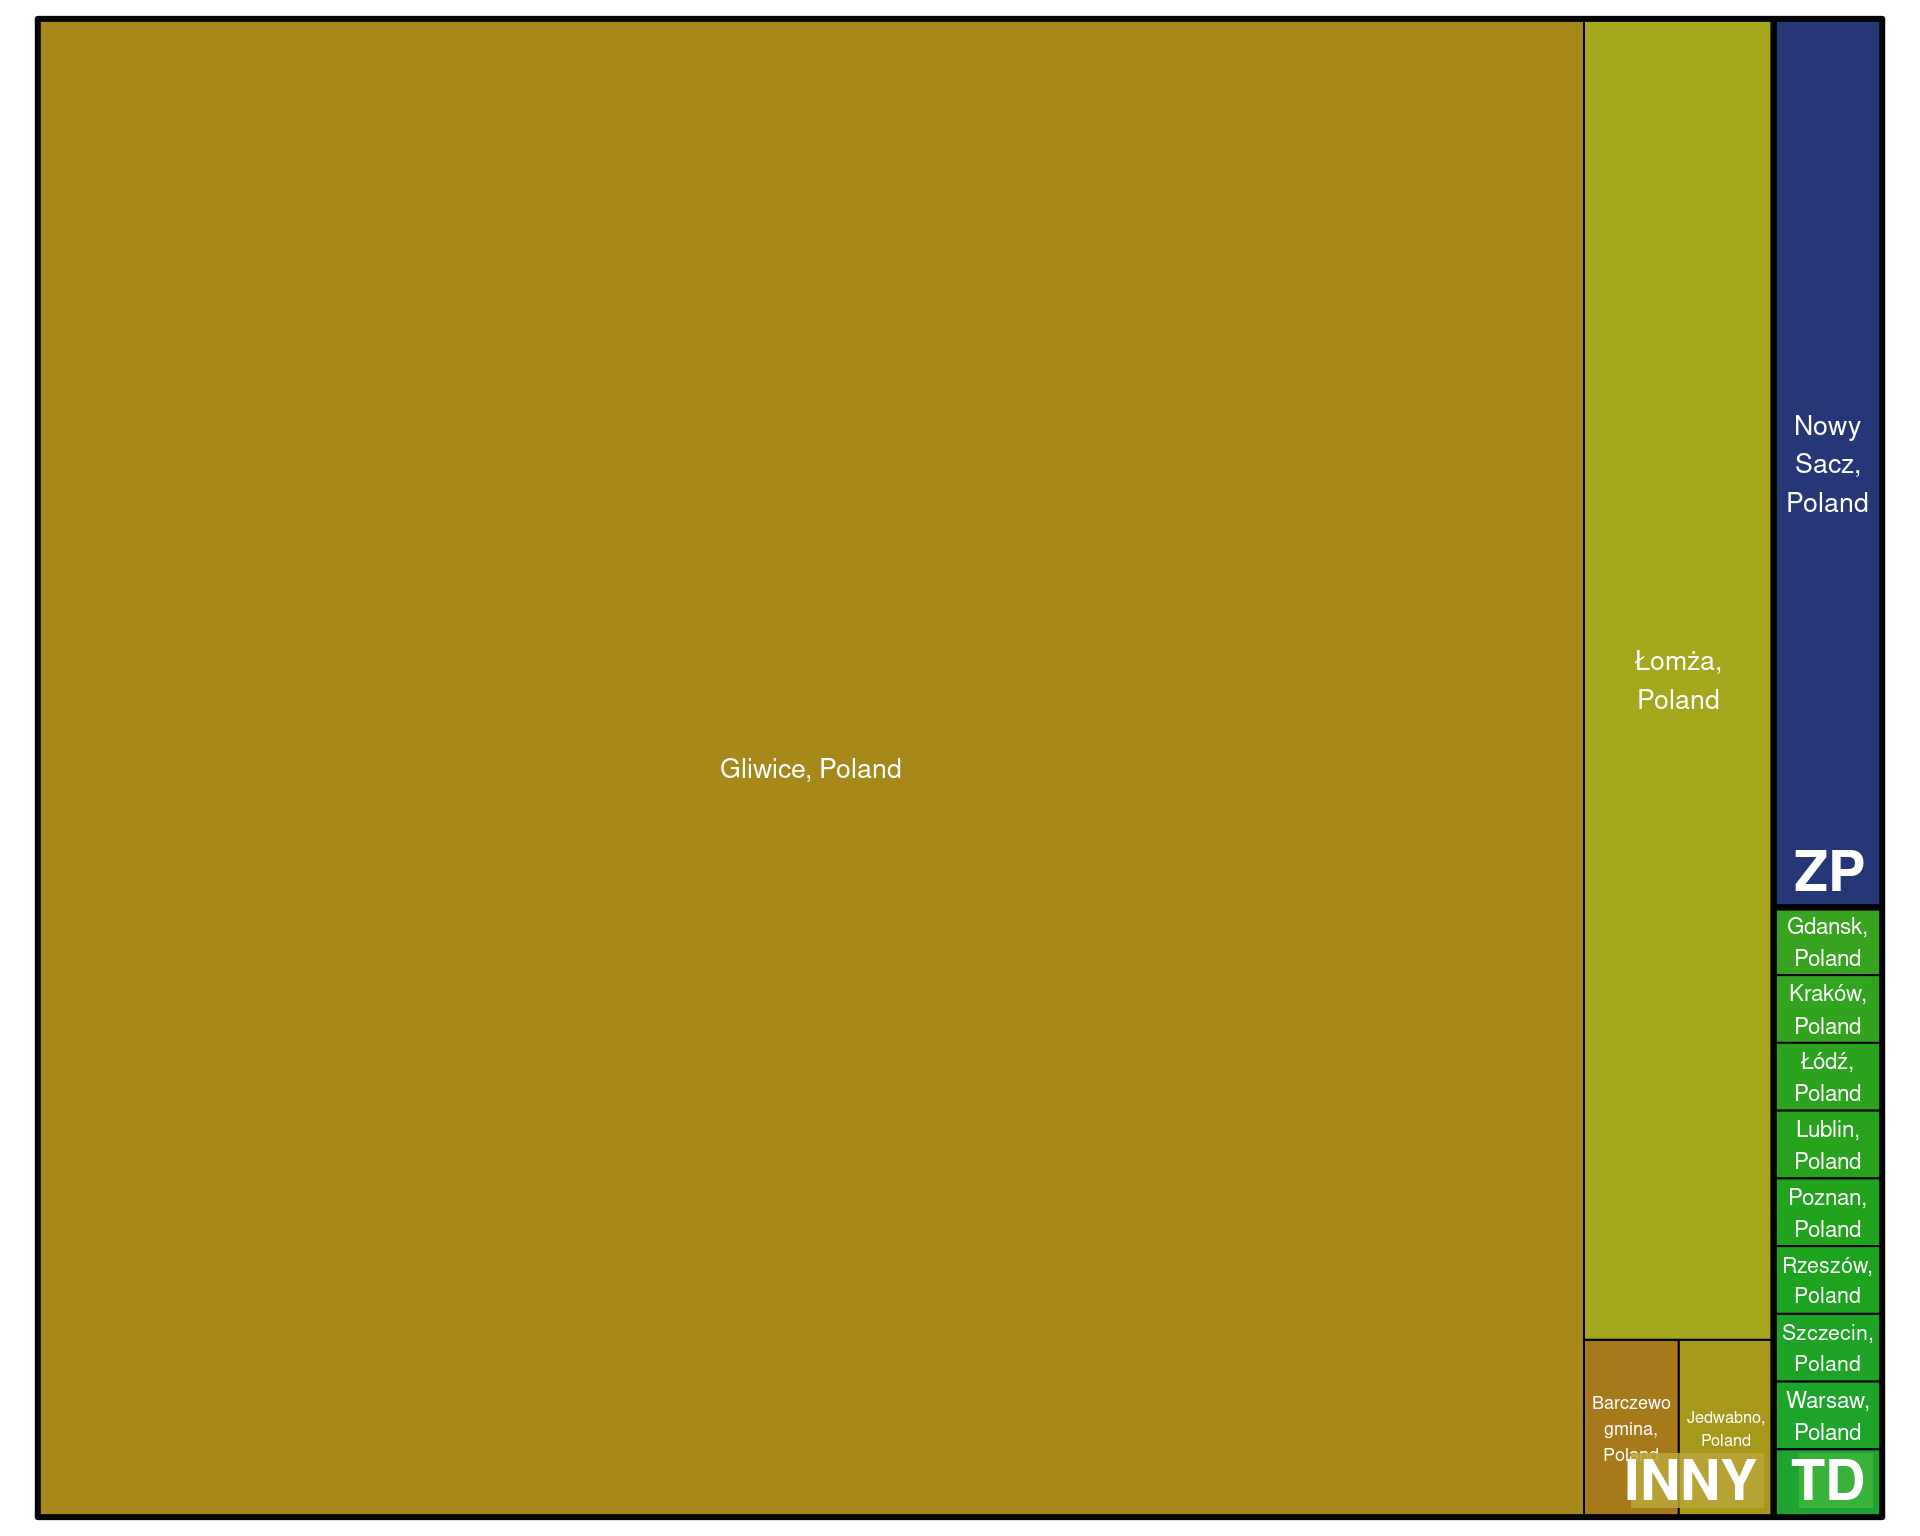 Gliwice, Poland
Łomża,
Poland
Barczewo
gmina,
Poland
Jedwabno,
Poland
INNY
Nowy
Sacz,
Poland
ZP
Gdansk,
Poland
Kraków,
Poland
Łódź,
Poland
Lublin,
Poland
Poznan,
Poland
Rzeszów,
Poland
Szczecin,
Poland
Warsaw,
Poland
TD